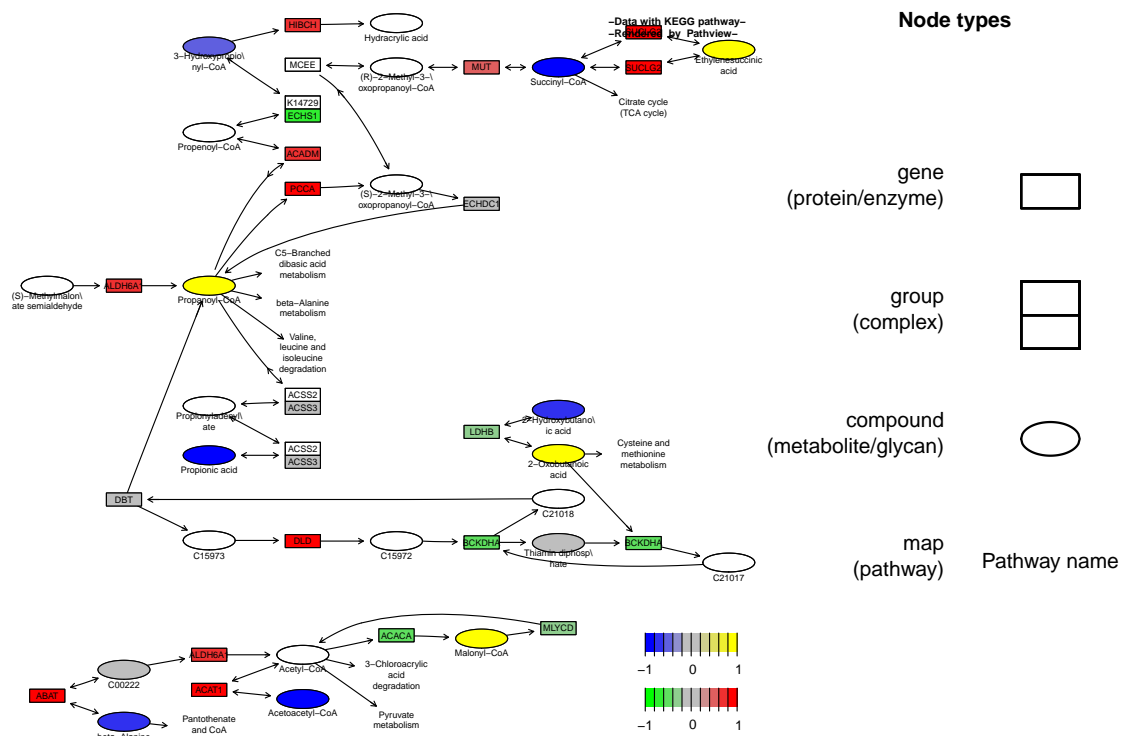 –Data with KEGG pathway–
–Rendered by Pathview–
Node types
HIBCH
Hydracrylic acid
3–Hydroxypropio\
nyl–CoA
MCEE
(R)–2–Methyl–3–\
oxopropanoyl–CoA
MUT
Succinyl–CoA
SUCLG2
Ethylenesuccinic
acid
Citrate cycle
(TCA cycle)
K14729
ECHS1
Propenoyl–CoA
ACADM
PCCA
(S)–2–Methyl–3–\
oxopropanoyl–CoA
ECHDC1
gene
(protein/enzyme)
C5–Branched
dibasic acid
metabolism
(S)–Methylmalon\
ate semialdehyde
ALDH6A1
Propanoyl–CoA
beta–Alanine
metabolism
group
(complex)
Valine,
leucine and
isoleucine
degradation
ACSS2
ACSS3
Propionyladenyl\
ate
ACSS2
ACSS3
Propionic acid
2–Hydroxybutano\
ic acid
LDHB
2–Oxobutanoic
acid
Cysteine and
methionine
metabolism
compound
(metabolite/glycan)
DBT
C21018
C15973
DLD
C15972
BCKDHA
Thiamin diphosp\
hate
BCKDHA
C21017
map
(pathway)
Pathway name
ALDH6A1
Acetyl–CoA
ACACA
Malonyl–CoA
MLYCD
C00222
3–Chloroacrylic
acid
degradation
ABAT
ACAT1
Acetoacetyl–CoA
Pyruvate
metabolism
Pantothenate
and CoA
beta–Alanine
–1 0 1
–1 0 1